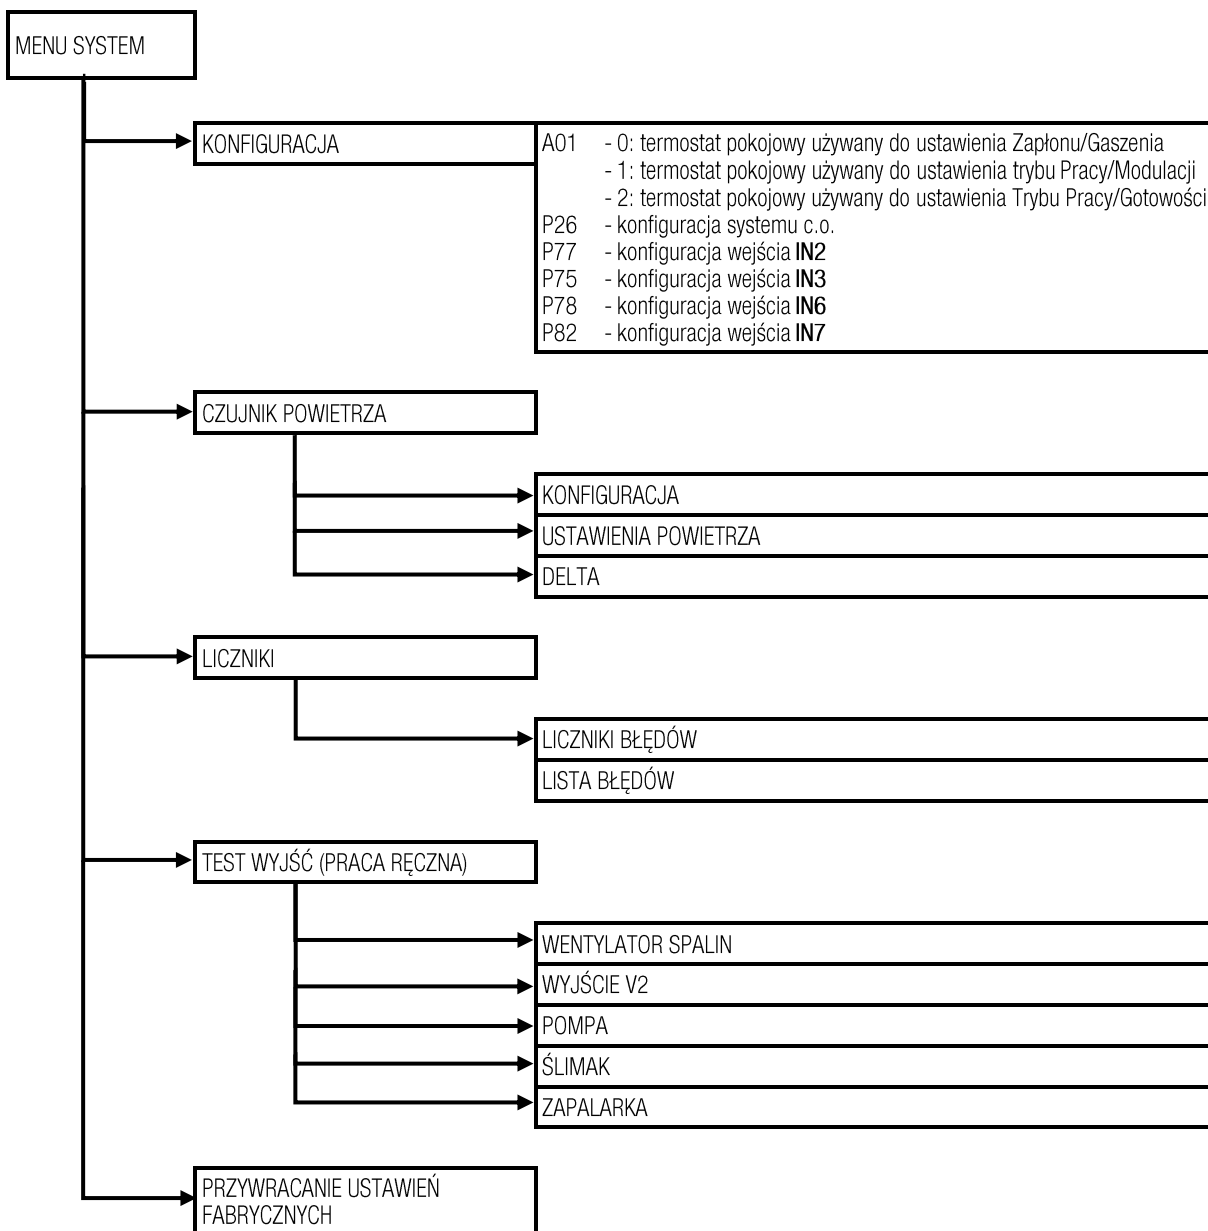 MENU SYSTEM
KONFIGURACJA
A01 - 0: termostat pokojowy używany do ustawienia Zapłonu/Gaszenia
- 1: termostat pokojowy używany do ustawienia trybu Pracy/Modulacji
- 2: termostat pokojowy używany do ustawienia Trybu Pracy/Gotowości
P26 - konfiguracja systemu c.o.
P77 - konfiguracja wejścia IN2
P75 - konfiguracja wejścia IN3
P78 - konfiguracja wejścia IN6
P82 - konfiguracja wejścia IN7
CZUJNIK POWIETRZA
KONFIGURACJA
USTAWIENIA POWIETRZA
DELTA
LICZNIKI
LICZNIKI BŁĘDÓW
LISTA BŁĘDÓW
TEST WYJŚĆ (PRACA RĘCZNA)
WENTYLATOR SPALIN
WYJŚCIE V2
POMPA
ŚLIMAK
ZAPALARKA
PRZYWRACANIE USTAWIEŃ
FABRYCZNYCH